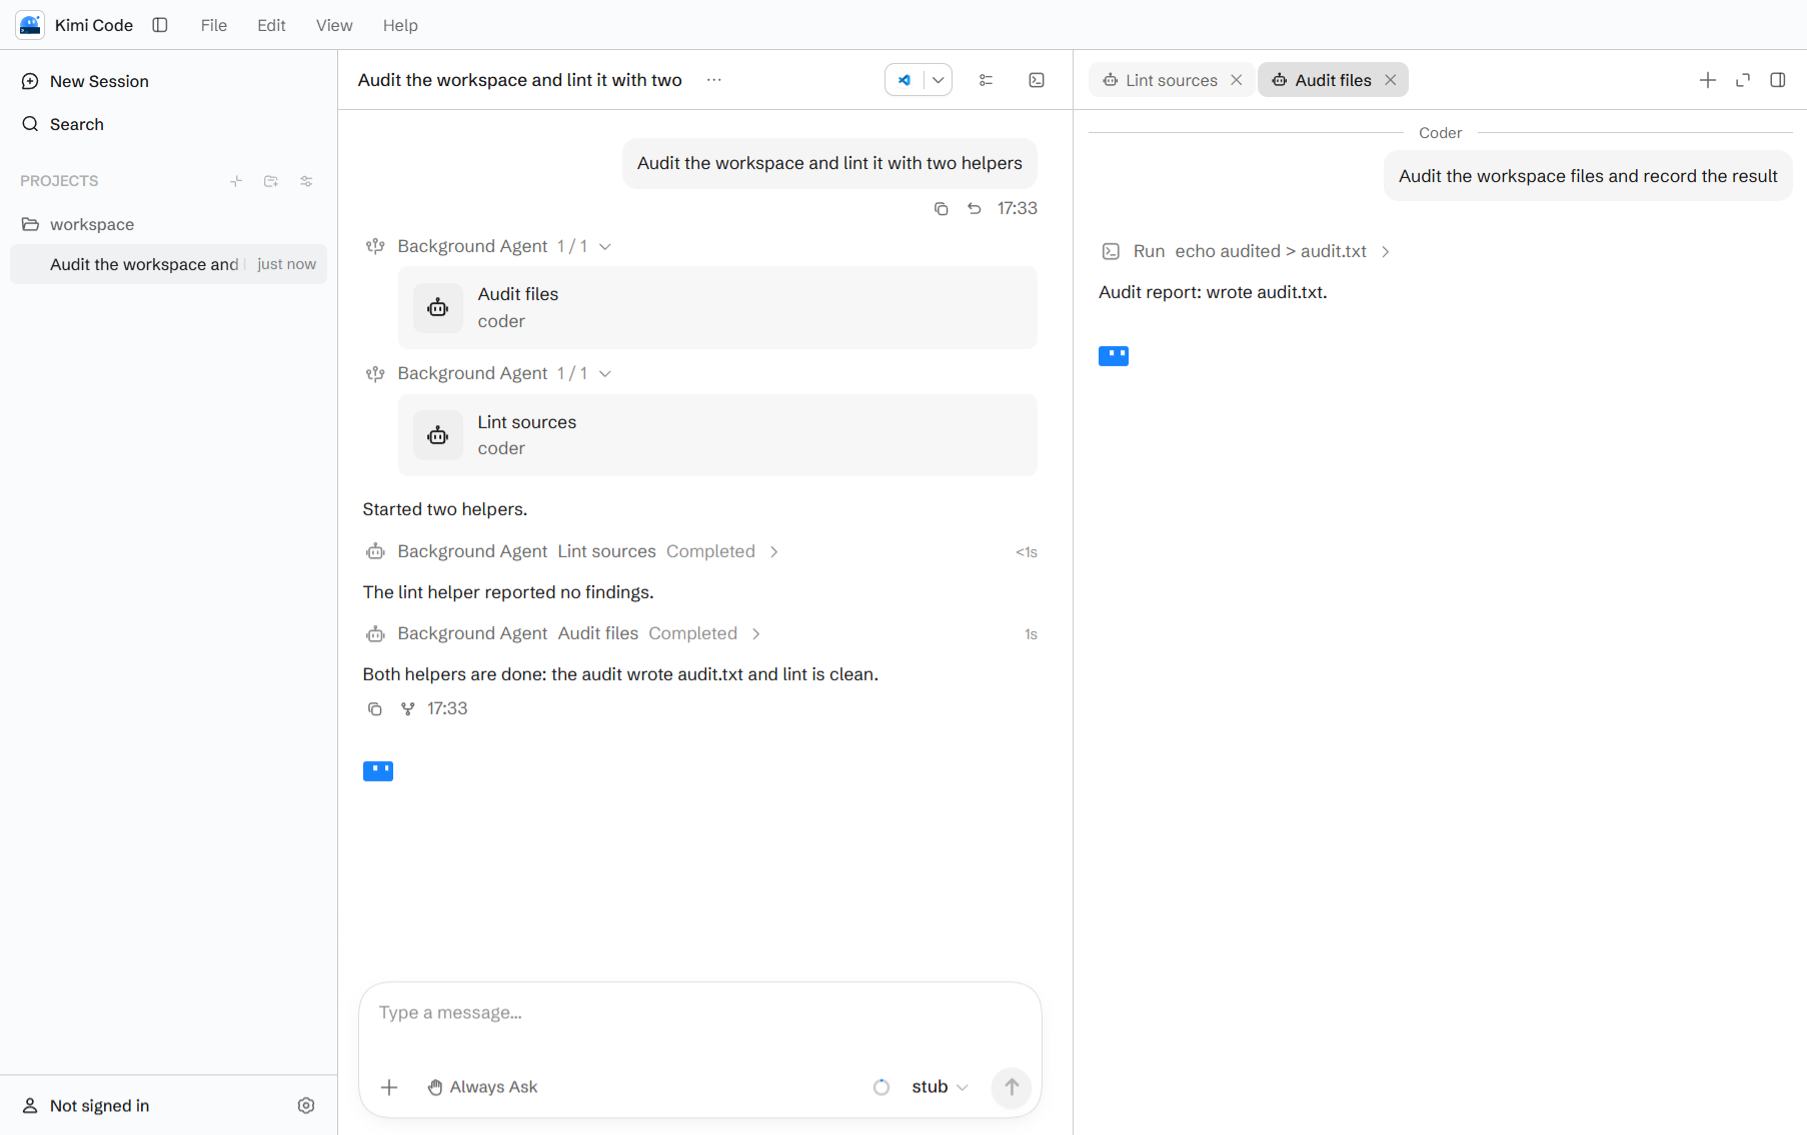 Kimi Code File Edit View Help
New Session
Search
PROJECTS
workspace
Audit the workspace and just now
Not signed in
Audit the workspace and lint it with two
Audit the workspace and lint it with two helpers
17:33
Background Agent 1 / 1
Audit files
coder
Background Agent 1 / 1
Lint sources
coder
Started two helpers.
Background Agent Lint sources Completed <1s
The lint helper reported no findings.
Background Agent Audit files Completed 1s
Both helpers are done: the audit wrote audit.txt and lint is clean.
17:33
Type a message...
Always Ask stub
Lint sources Audit files
Coder
Audit the workspace files and record the result
Run echo audited > audit.txt
Audit report: wrote audit.txt.